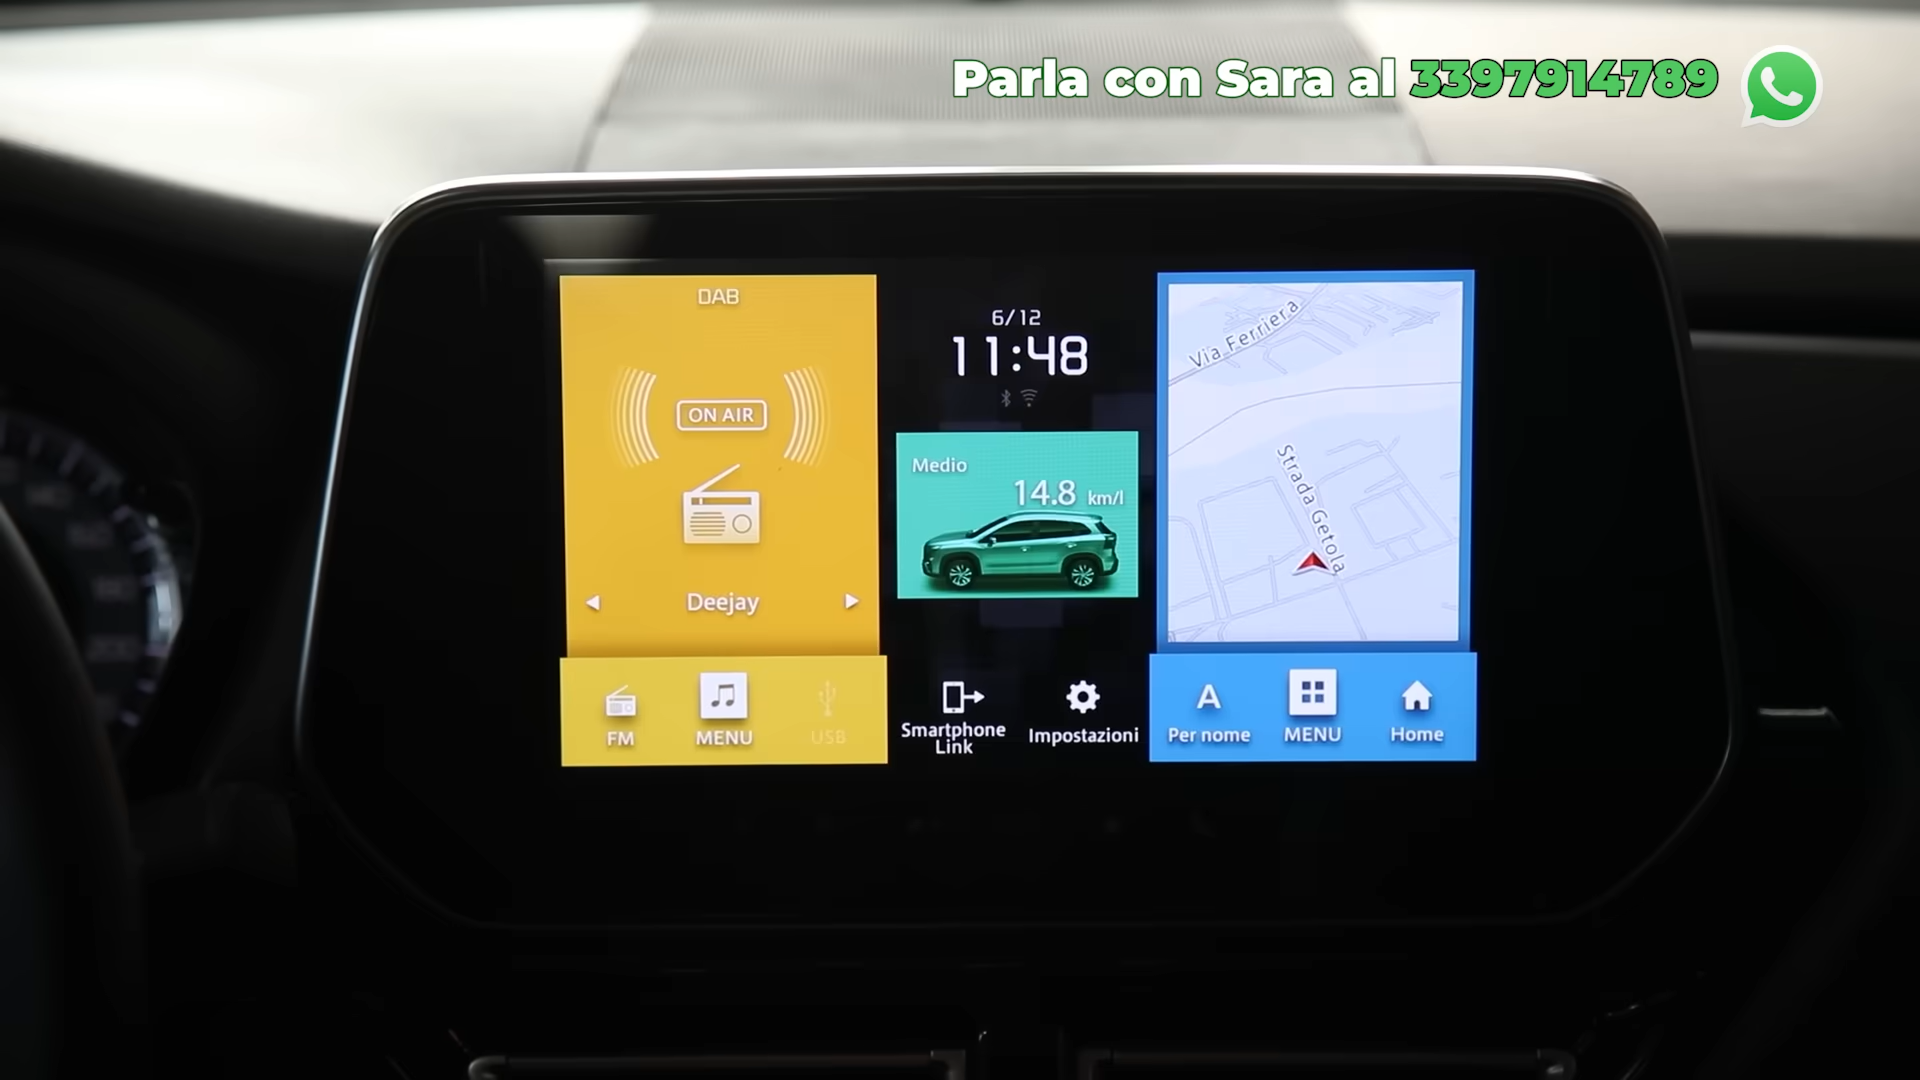 Parla con Sara al 3397914789
DAB
ON AIR
Deejay
FM
MENU
USB
6/12
11:48
Medio
14.8 km/l
Smartphone
Link
Impostazioni
Via Ferriera
Strada Getola
Per nome
MENU
Home